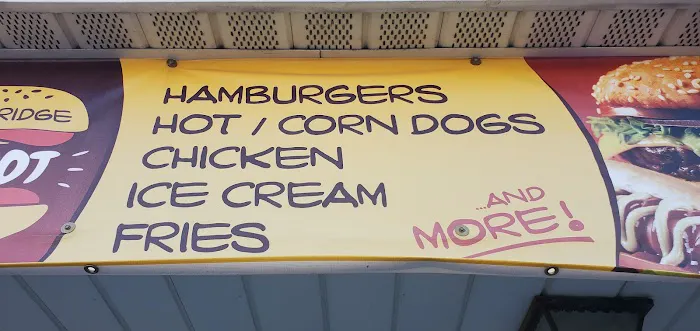 RIDGE
OT
HAMBURGERS
HOT / CORN DOGS
CHICKEN
ICE CREAM
FRIES
...AND
MORE!